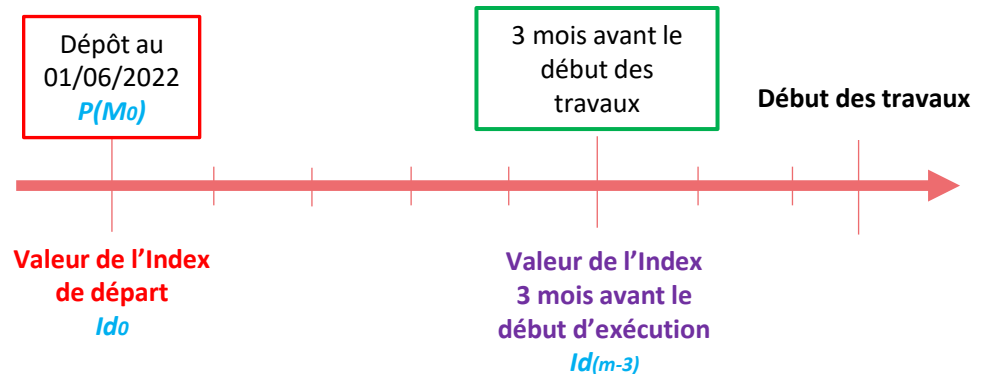 Dépôt au
01/06/2022
P(M0)
3 mois avant le
début des
travaux
Début des travaux
Valeur de l'Index
de départ
Id0
Valeur de l'Index
3 mois avant le
début d'exécution
Id(m-3)